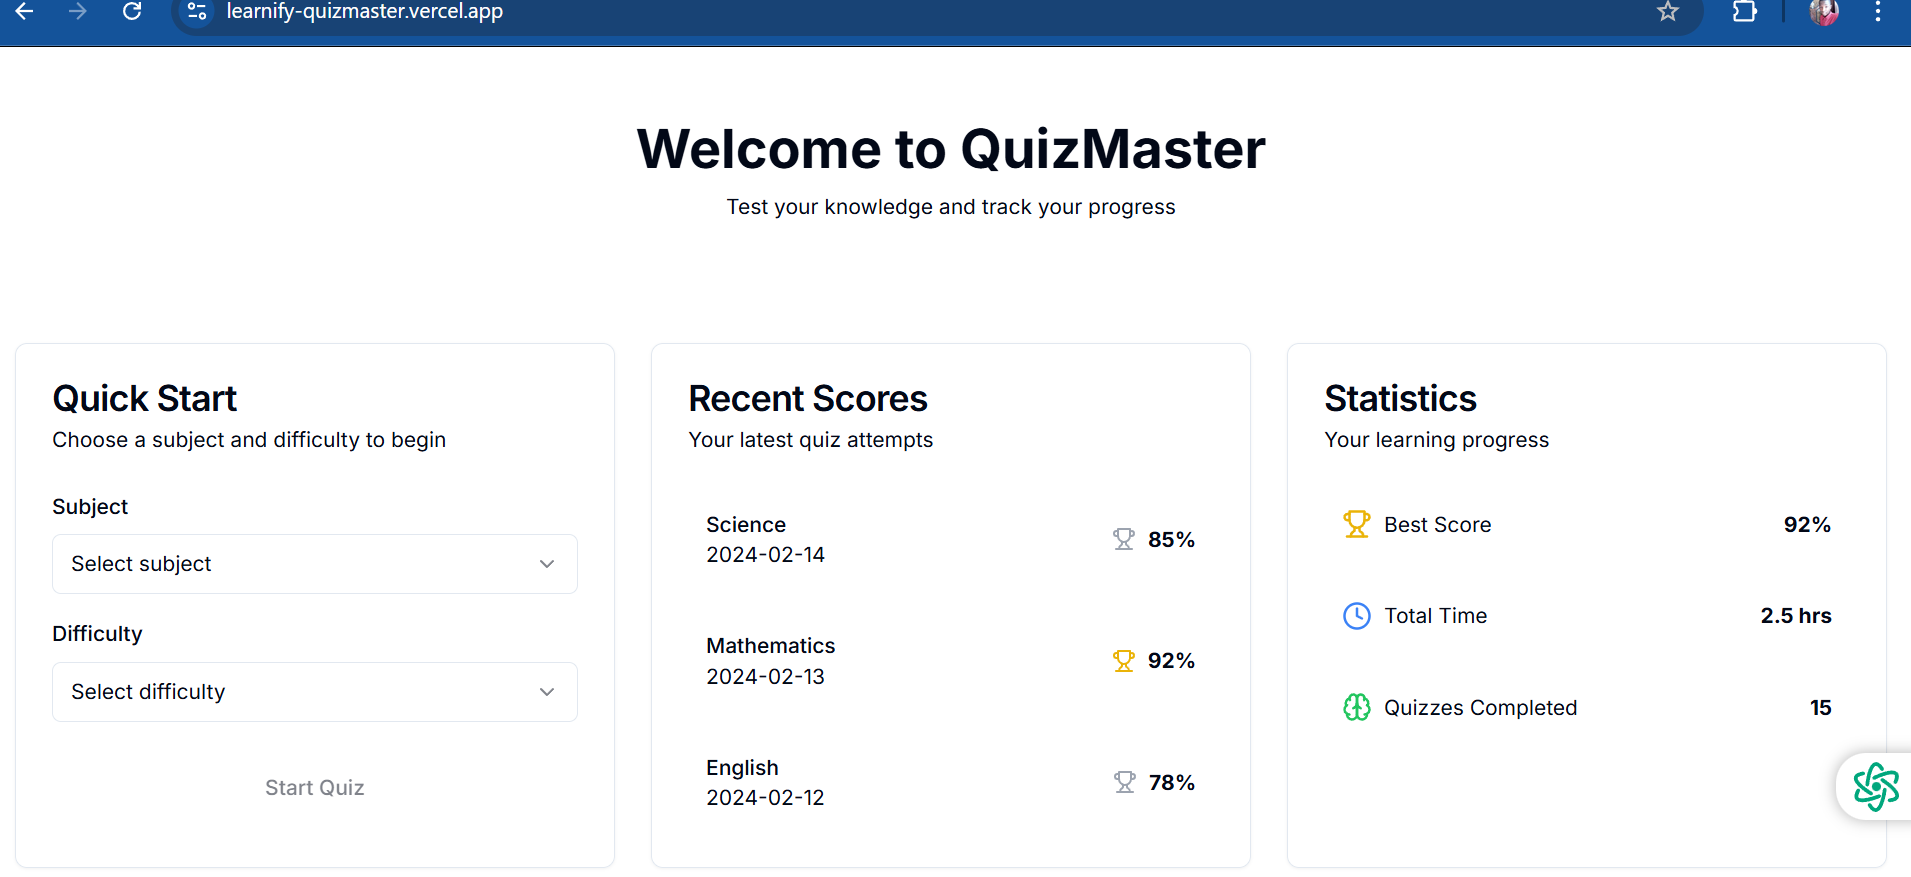 learnify-quizmaster.vercel.app
Welcome to QuizMaster
Test your knowledge and track your progress
Quick Start
Choose a subject and difficulty to begin
Subject
Select subject
Difficulty
Select difficulty
Start Quiz
Recent Scores
Your latest quiz attempts
Science
2024-02-14
85%
Mathematics
2024-02-13
92%
English
2024-02-12
78%
Statistics
Your learning progress
Best Score 92%
Total Time 2.5 hrs
Quizzes Completed 15